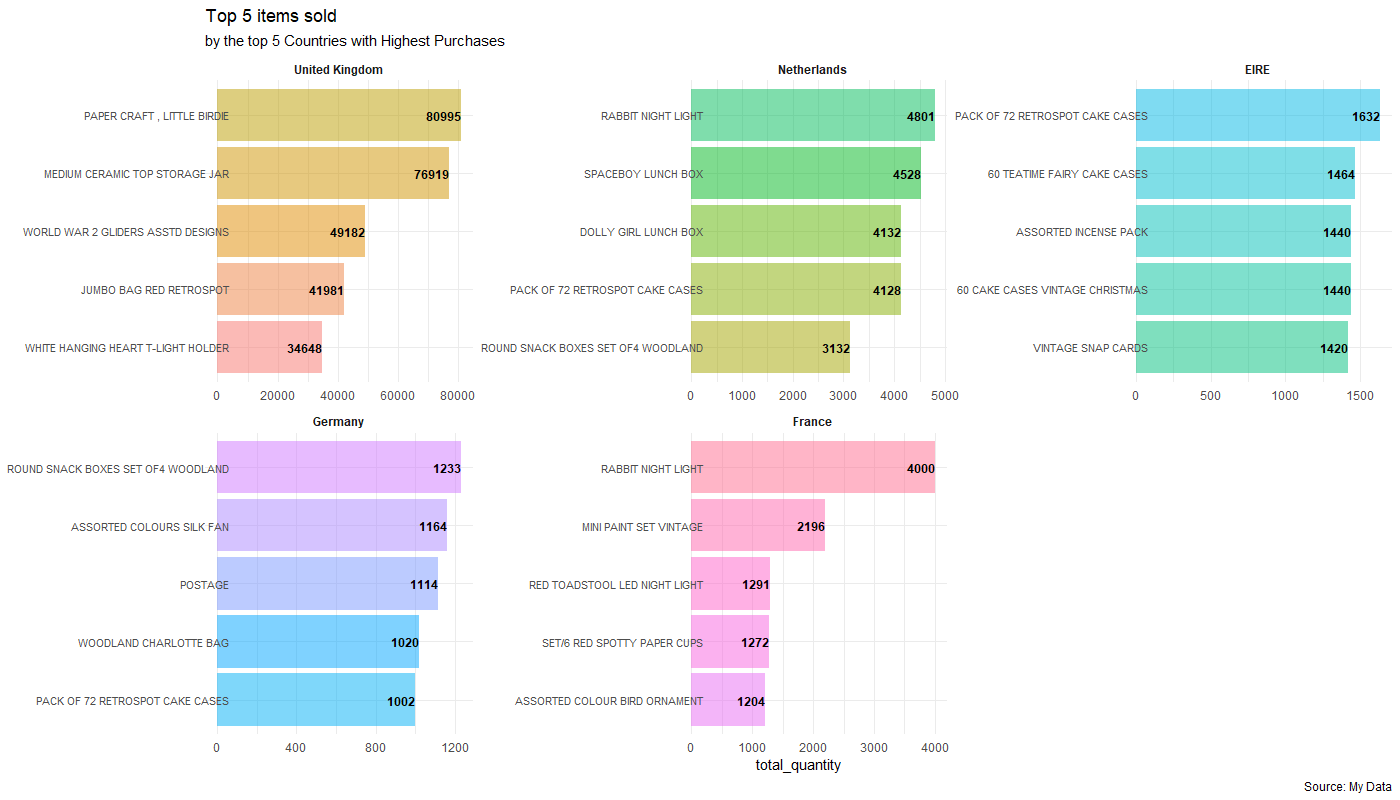 Top 5 items sold
by the top 5 Countries with Highest Purchases
United Kingdom
PAPER CRAFT , LITTLE BIRDIE 80995
MEDIUM CERAMIC TOP STORAGE JAR 76919
WORLD WAR 2 GLIDERS ASSTD DESIGNS 49182
JUMBO BAG RED RETROSPOT 41981
WHITE HANGING HEART T-LIGHT HOLDER 34648
0 20000 40000 60000 80000
Netherlands
RABBIT NIGHT LIGHT 4801
SPACEBOY LUNCH BOX 4528
DOLLY GIRL LUNCH BOX 4132
PACK OF 72 RETROSPOT CAKE CASES 4128
ROUND SNACK BOXES SET OF4 WOODLAND 3132
0 1000 2000 3000 4000 5000
EIRE
PACK OF 72 RETROSPOT CAKE CASES 1632
60 TEATIME FAIRY CAKE CASES 1464
ASSORTED INCENSE PACK 1440
60 CAKE CASES VINTAGE CHRISTMAS 1440
VINTAGE SNAP CARDS 1420
0 500 1000 1500
Germany
ROUND SNACK BOXES SET OF4 WOODLAND 1233
ASSORTED COLOURS SILK FAN 1164
POSTAGE 1114
WOODLAND CHARLOTTE BAG 1020
PACK OF 72 RETROSPOT CAKE CASES 1002
0 400 800 1200
France
RABBIT NIGHT LIGHT 4000
MINI PAINT SET VINTAGE 2196
RED TOADSTOOL LED NIGHT LIGHT 1291
SET/6 RED SPOTTY PAPER CUPS 1272
ASSORTED COLOUR BIRD ORNAMENT 1204
0 1000 2000 3000 4000
total_quantity
Source: My Data